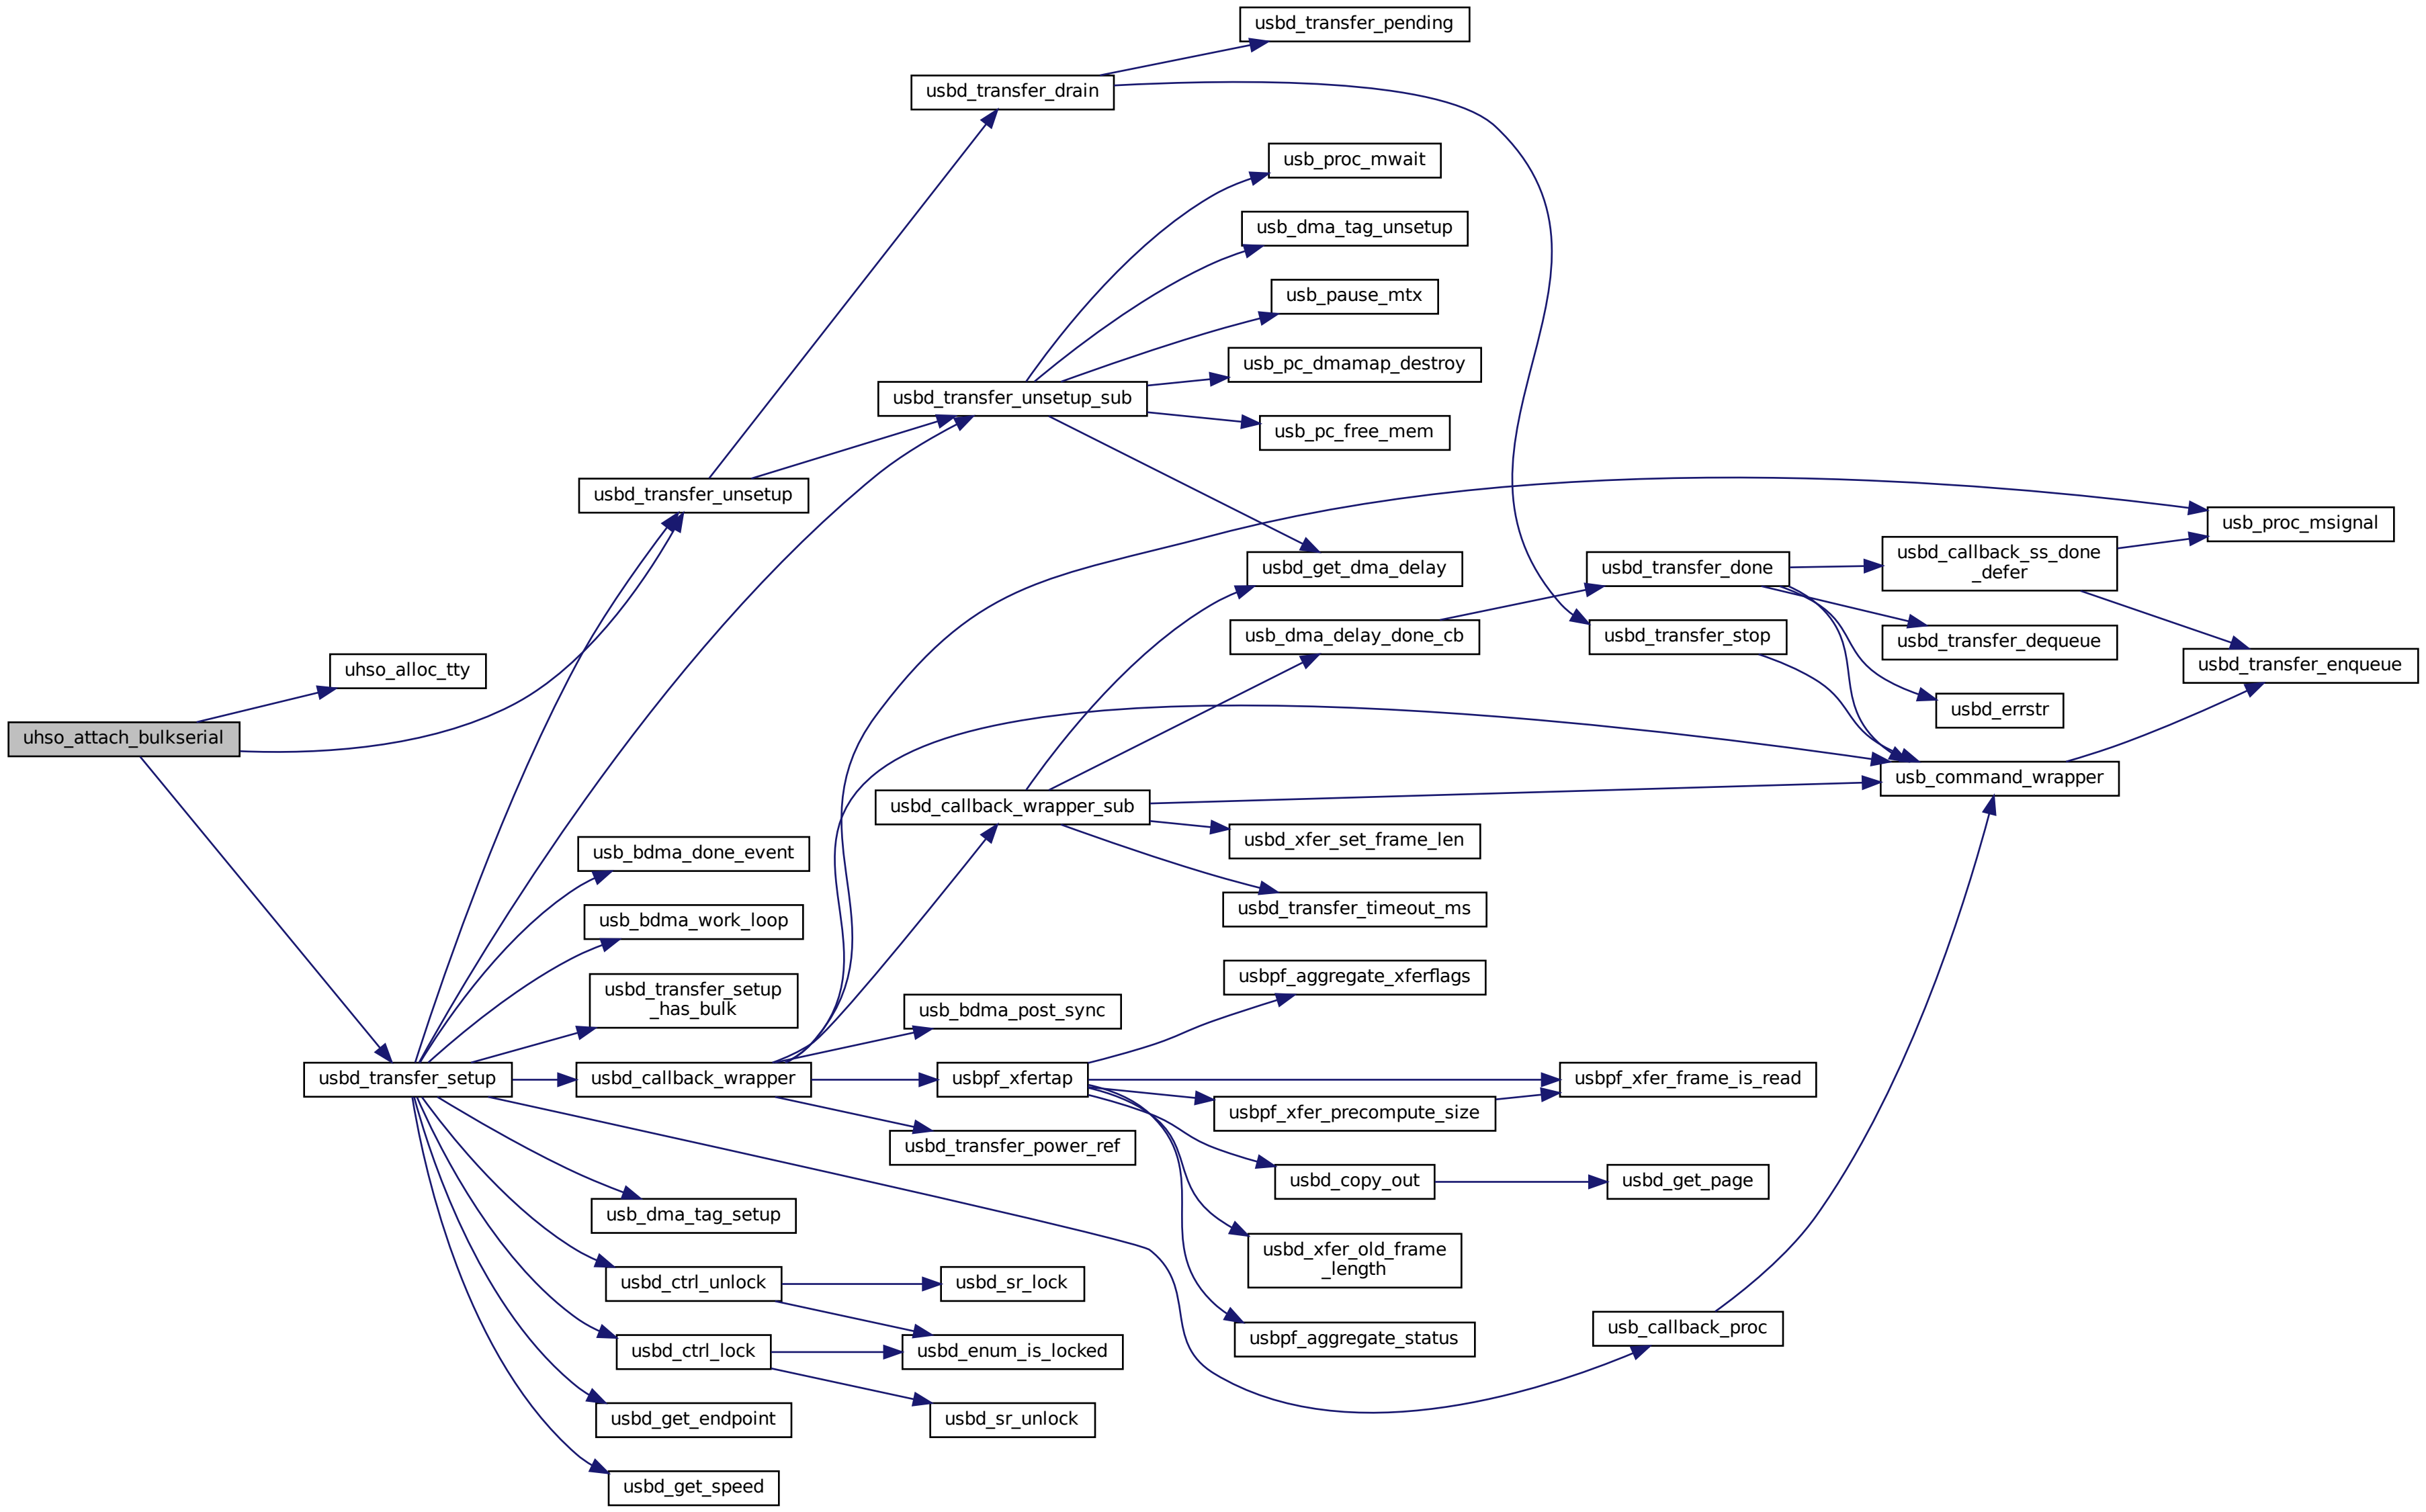 usbd_transfer_pending
usbd_transfer_drain
usb_proc_mwait
usb_dma_tag_unsetup
usb_pause_mtx
usb_pc_dmamap_destroy
usbd_transfer_unsetup_sub
usb_pc_free_mem
usbd_transfer_unsetup
usb_proc_msignal
usbd_callback_ss_done
_defer
usbd_get_dma_delay
usbd_transfer_done
usb_dma_delay_done_cb
usbd_transfer_stop
usbd_transfer_dequeue
usbd_transfer_enqueue
uhso_alloc_tty
usbd_errstr
uhso_attach_bulkserial
usb_command_wrapper
usbd_callback_wrapper_sub
usbd_xfer_set_frame_len
usb_bdma_done_event
usbd_transfer_timeout_ms
usb_bdma_work_loop
usbpf_aggregate_xferflags
usbd_transfer_setup
_has_bulk
usb_bdma_post_sync
usbd_transfer_setup
usbd_callback_wrapper
usbpf_xfertap
usbpf_xfer_frame_is_read
usbpf_xfer_precompute_size
usbd_transfer_power_ref
usbd_copy_out
usbd_get_page
usb_dma_tag_setup
usbd_xfer_old_frame
_length
usbd_ctrl_unlock
usbd_sr_lock
usb_callback_proc
usbpf_aggregate_status
usbd_ctrl_lock
usbd_enum_is_locked
usbd_get_endpoint
usbd_sr_unlock
usbd_get_speed